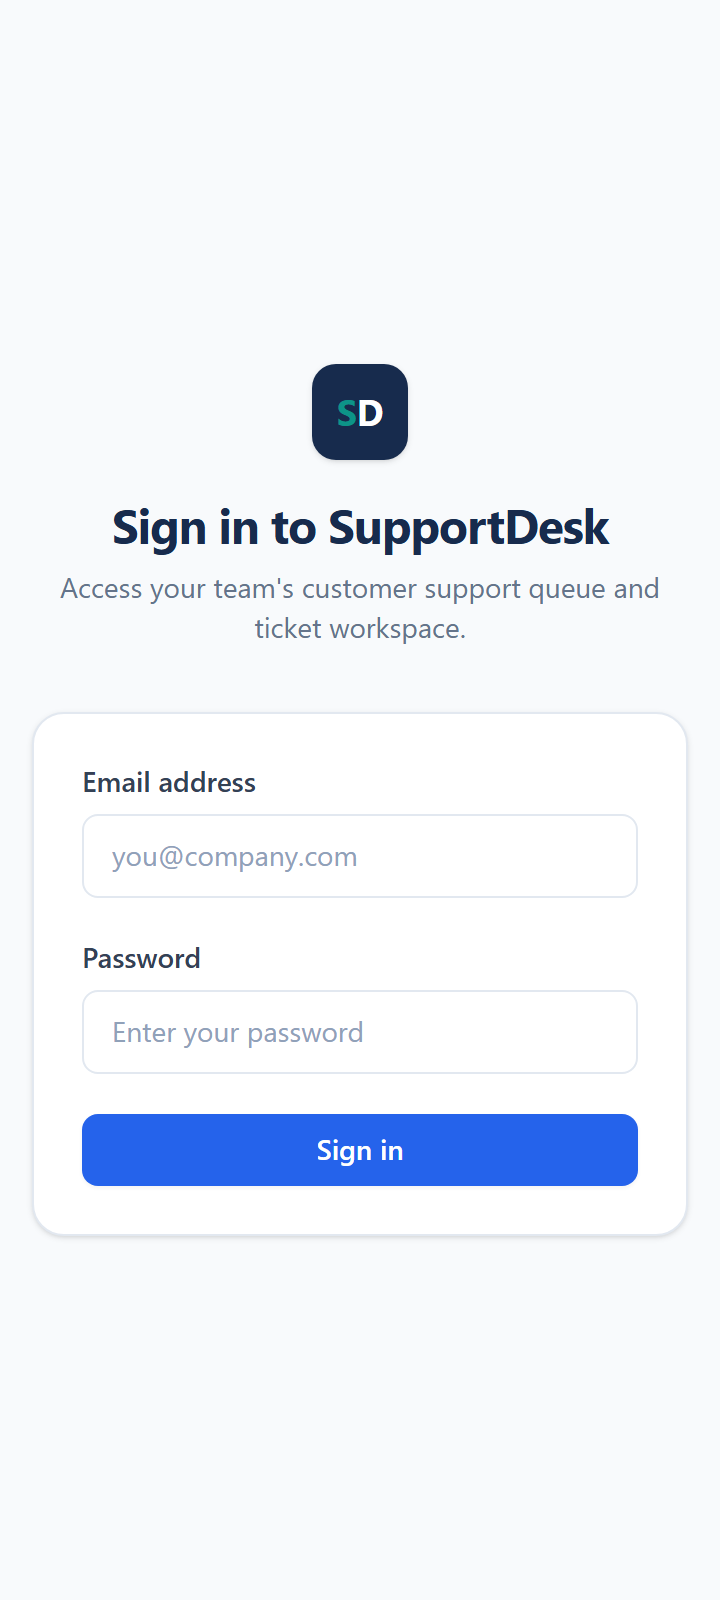 SD
Sign in to SupportDesk
Access your team's customer support queue and
ticket workspace.
Email address
you@company.com
Password
Enter your password
Sign in